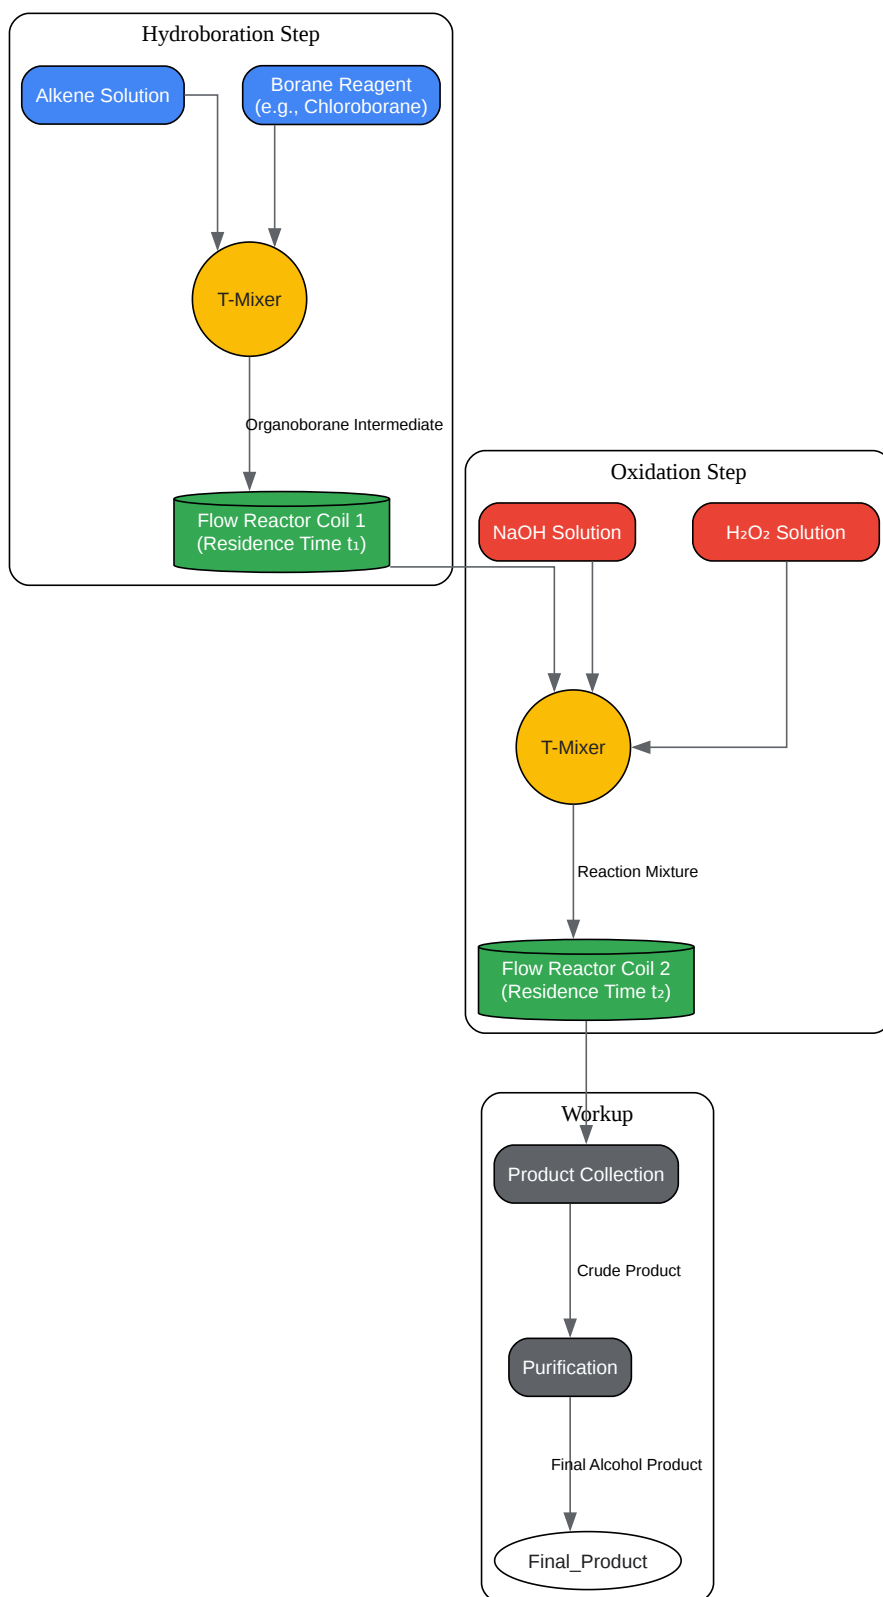 Hydroboration Step
Alkene Solution
Borane Reagent
(e.g., Chloroborane)
T-Mixer
Organoborane Intermediate
Flow Reactor Coil 1
(Residence Time t₁)
Oxidation Step
NaOH Solution
H₂O₂ Solution
T-Mixer
Reaction Mixture
Flow Reactor Coil 2
(Residence Time t₂)
Workup
Product Collection
Crude Product
Purification
Final Alcohol Product
Final_Product